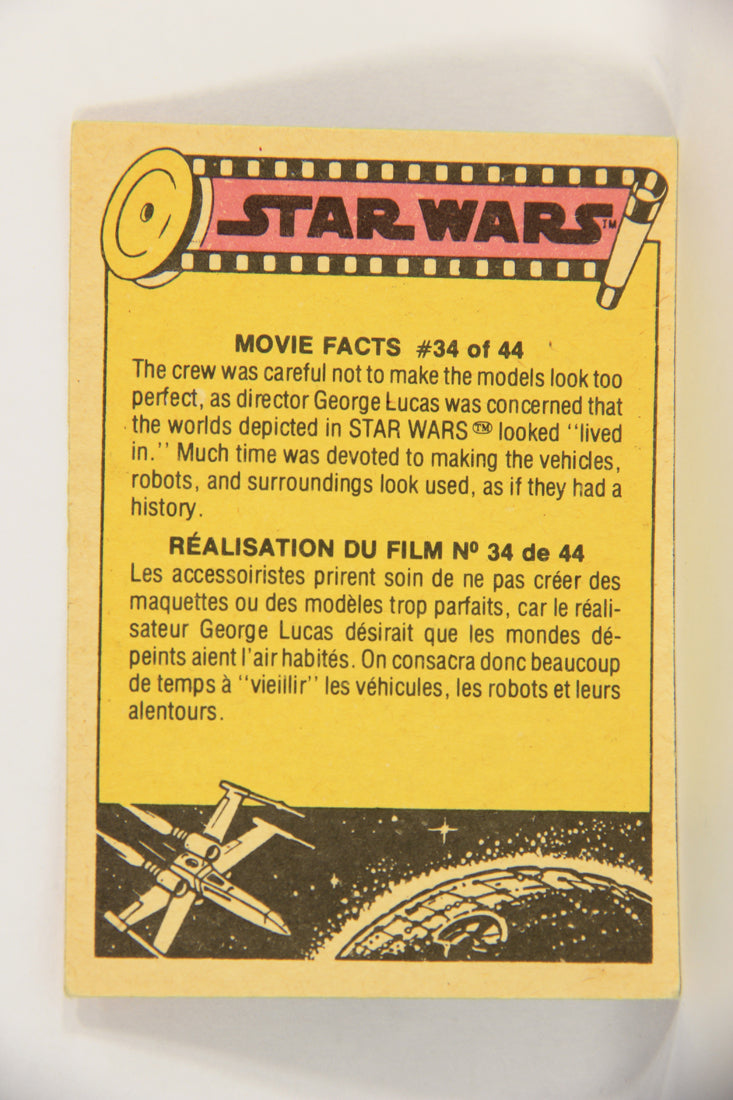 STAR WARS™
MOVIE FACTS #34 of 44
The crew was careful not to make the models look too
perfect, as director George Lucas was concerned that
the worlds depicted in STAR WARS™ looked "lived
in." Much time was devoted to making the vehicles,
robots, and surroundings look used, as if they had a
history.
RÉALISATION DU FILM Nº 34 de 44
Les accessoiristes prirent soin de ne pas créer des
maquettes ou des modèles trop parfaits, car le réali-
sateur George Lucas désirait que les mondes dé-
peints aient l'air habités. On consacra donc beaucoup
de temps à "vieillir" les véhicules, les robots et leurs
alentours.